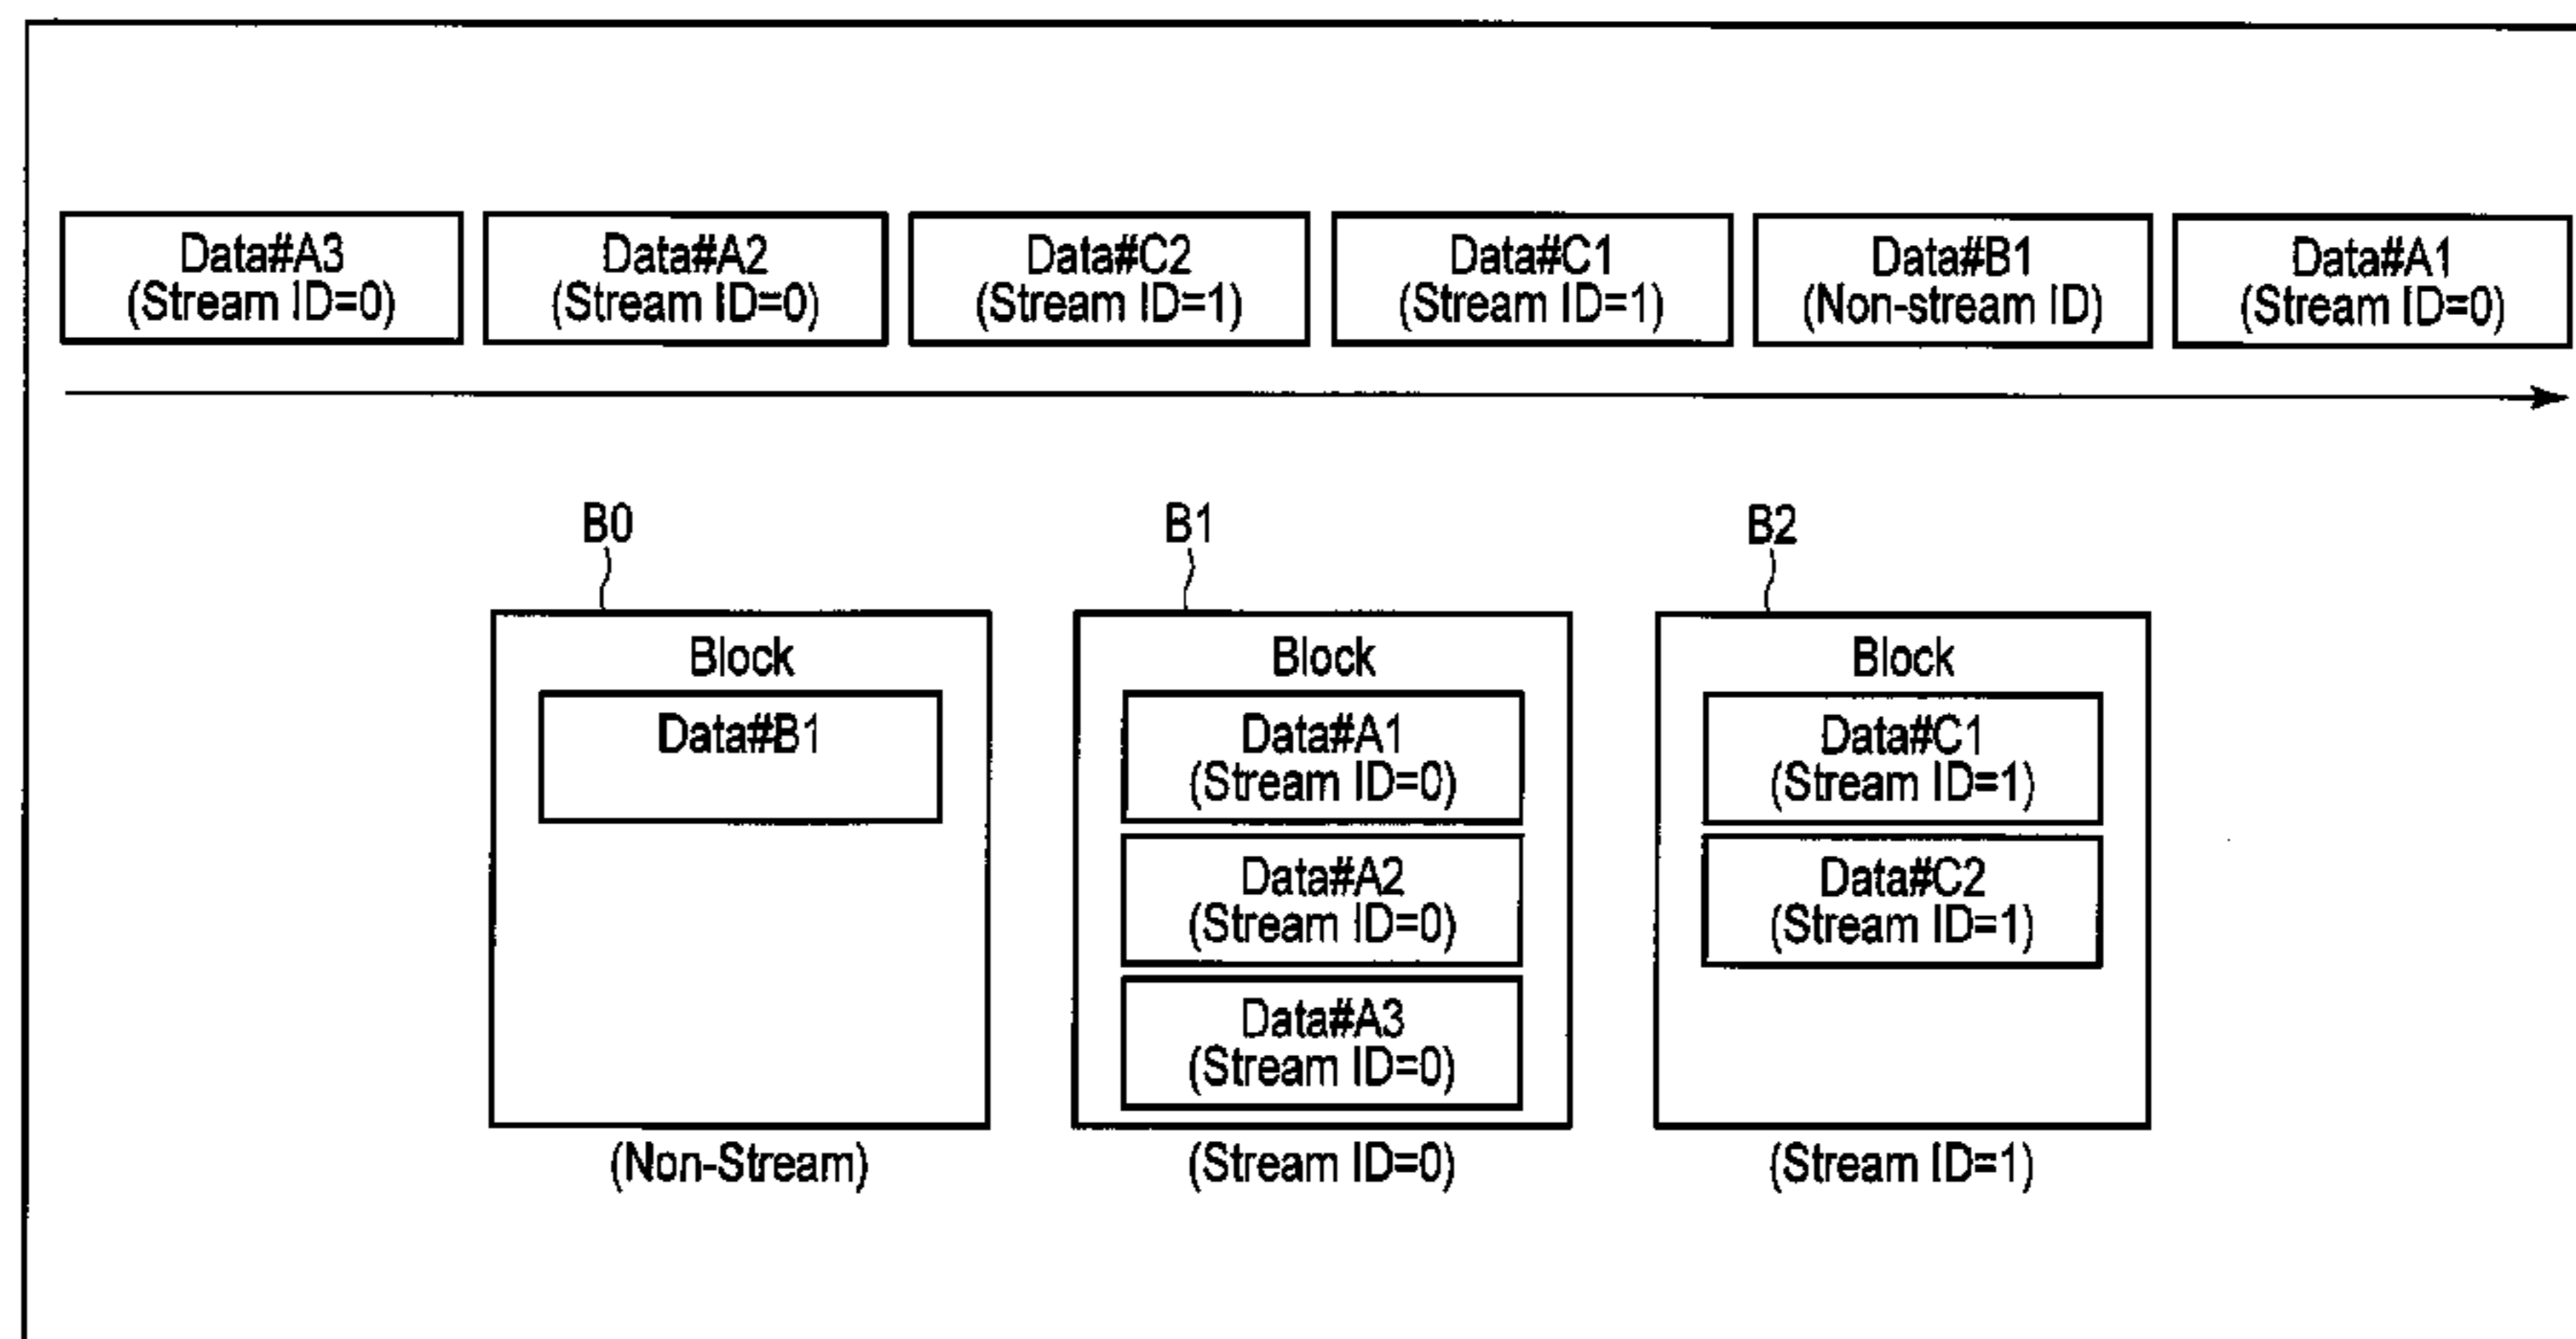 Data#A3
(Stream ID=0)
Data#A2
(Stream ID=0)
Data#C2
(Stream ID=1)
Data#C1
(Stream ID=1)
Data#B1
(Non-stream ID)
Data#A1
(Stream ID=0)
B0
Block
Data#B1
(Non-Stream)
B1
Block
Data#A1
(Stream ID=0)
Data#A2
(Stream ID=0)
Data#A3
(Stream ID=0)
(Stream ID=0)
B2
Block
Data#C1
(Stream ID=1)
Data#C2
(Stream ID=1)
(Stream ID=1)